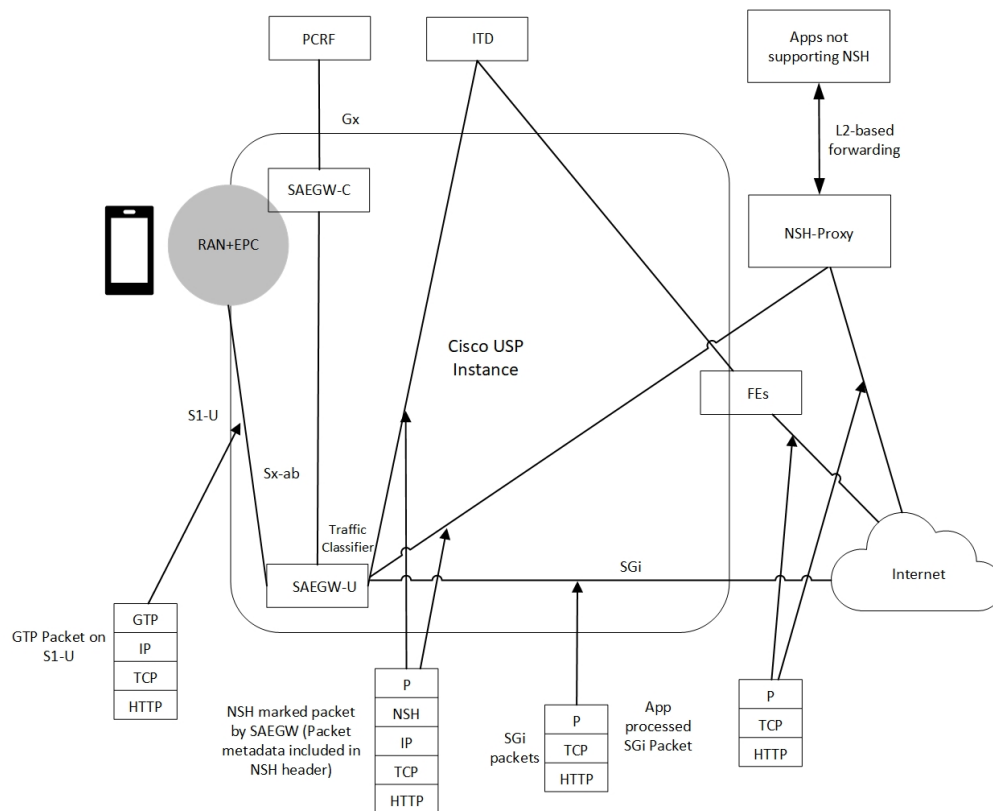 PCRF
ITD
Apps not
supporting NSH
Gx
L2-based
forwarding
SAEGW-C
RAN+EPC
NSH-Proxy
Cisco USP
Instance
FEs
S1-U
Sx-ab
Traffic
Classifier
SAEGW-U
SGi
Internet
GTP Packet on
S1-U
GTP
IP
TCP
HTTP
NSH marked packet
by SAEGW (Packet
metadata included in
NSH header)
P
NSH
IP
TCP
HTTP
SGi
packets
P
TCP
HTTP
App
processed
SGi Packet
P
TCP
HTTP